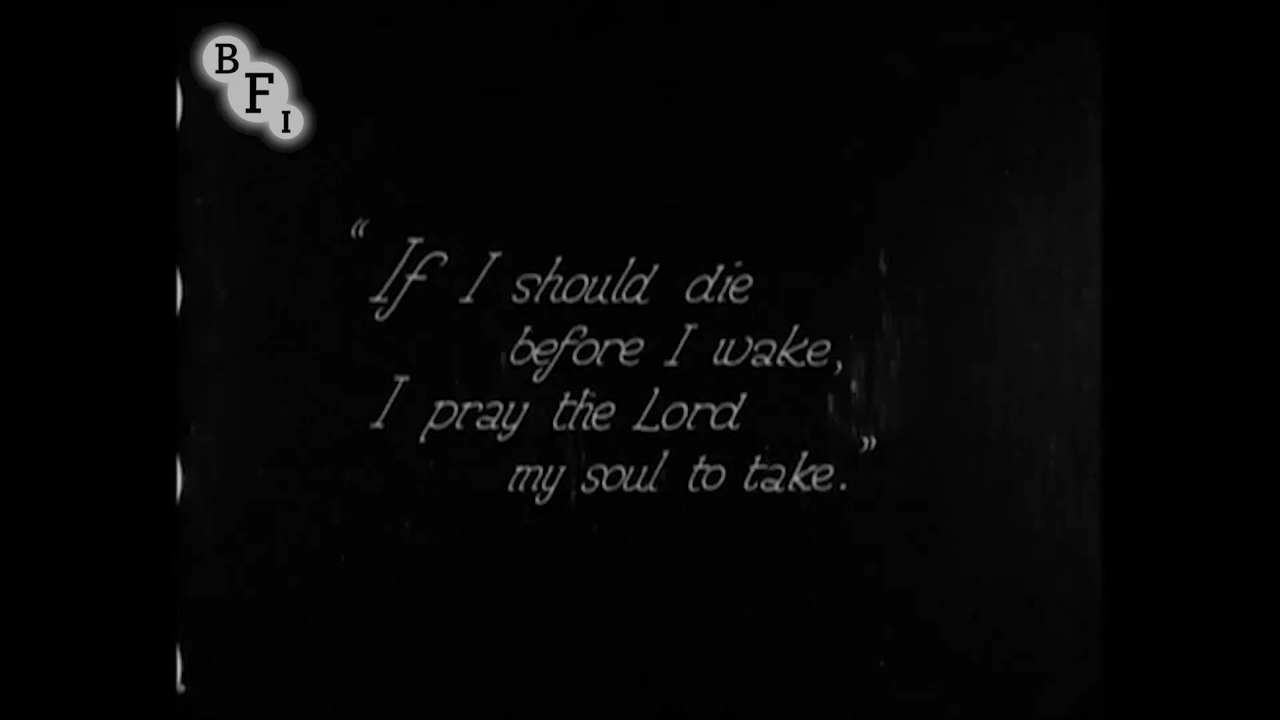 BFI
“If I should die
before I wake,
I pray the Lord
my soul to take.”